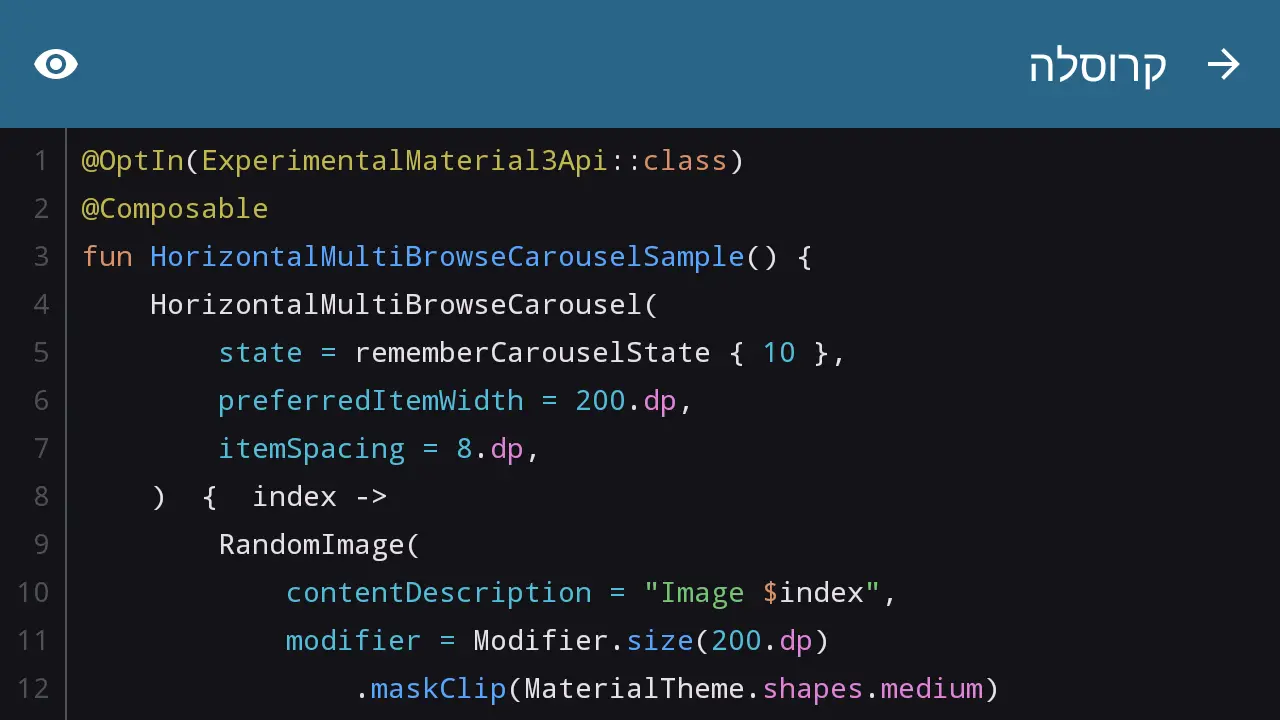 קרוסלה
1 @OptIn(ExperimentalMaterial3Api::class)
2 @Composable
3 fun HorizontalMultiBrowseCarouselSample() {
4     HorizontalMultiBrowseCarousel(
5         state = rememberCarouselState { 10 },
6         preferredItemWidth = 200.dp,
7         itemSpacing = 8.dp,
8     )  {  index ->
9         RandomImage(
10             contentDescription = "Image $index",
11             modifier = Modifier.size(200.dp)
12                 .maskClip(MaterialTheme.shapes.medium)